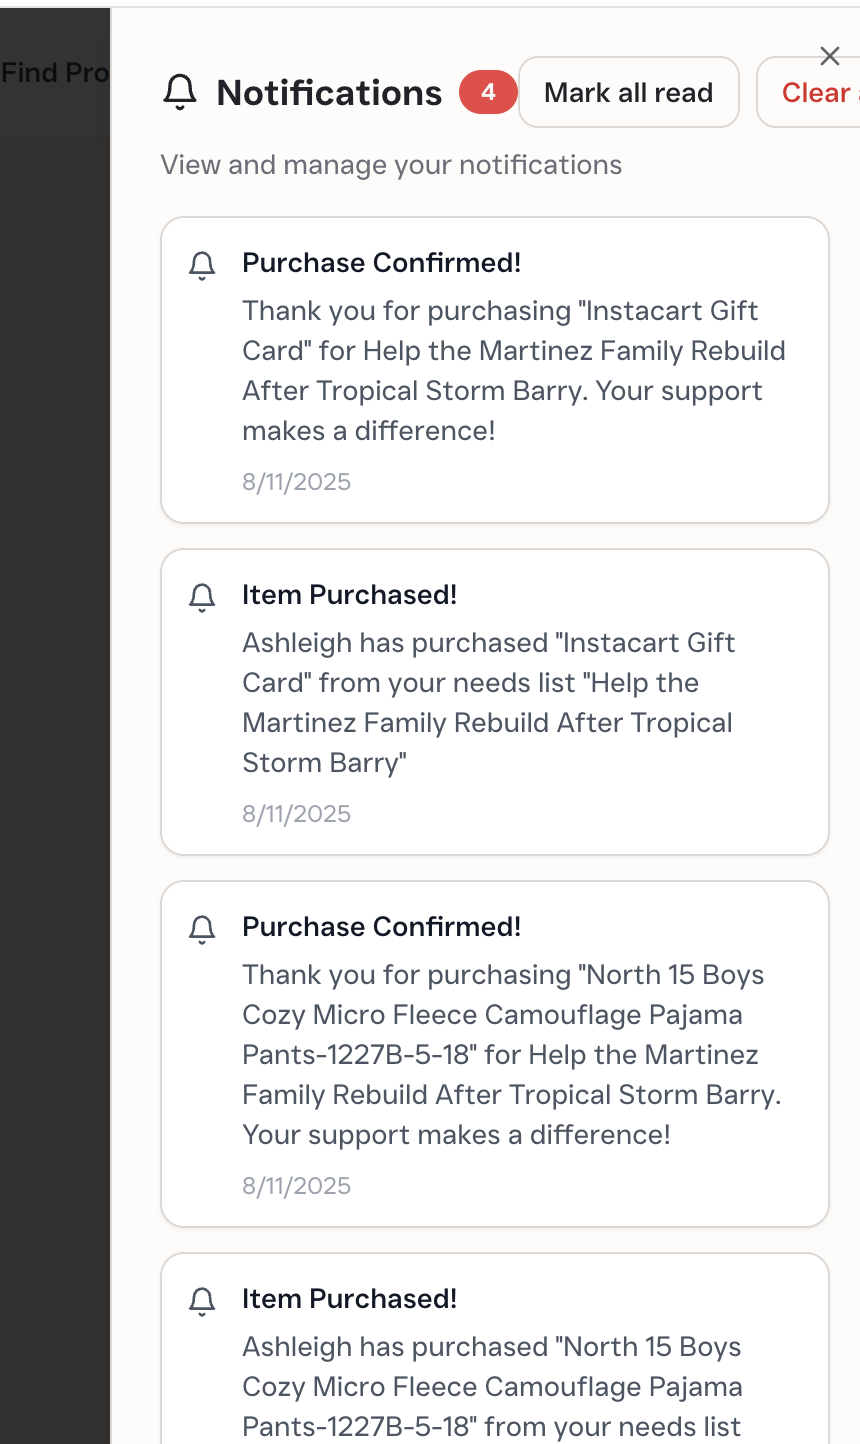 Find Pro
Notifications 4 Mark all read Clear
View and manage your notifications
Purchase Confirmed!
Thank you for purchasing "Instacart Gift
Card" for Help the Martinez Family Rebuild
After Tropical Storm Barry. Your support
makes a difference!
8/11/2025
Item Purchased!
Ashleigh has purchased "Instacart Gift
Card" from your needs list "Help the
Martinez Family Rebuild After Tropical
Storm Barry"
8/11/2025
Purchase Confirmed!
Thank you for purchasing "North 15 Boys
Cozy Micro Fleece Camouflage Pajama
Pants-1227B-5-18" for Help the Martinez
Family Rebuild After Tropical Storm Barry.
Your support makes a difference!
8/11/2025
Item Purchased!
Ashleigh has purchased "North 15 Boys
Cozy Micro Fleece Camouflage Pajama
Pants-1227B-5-18" from your needs list